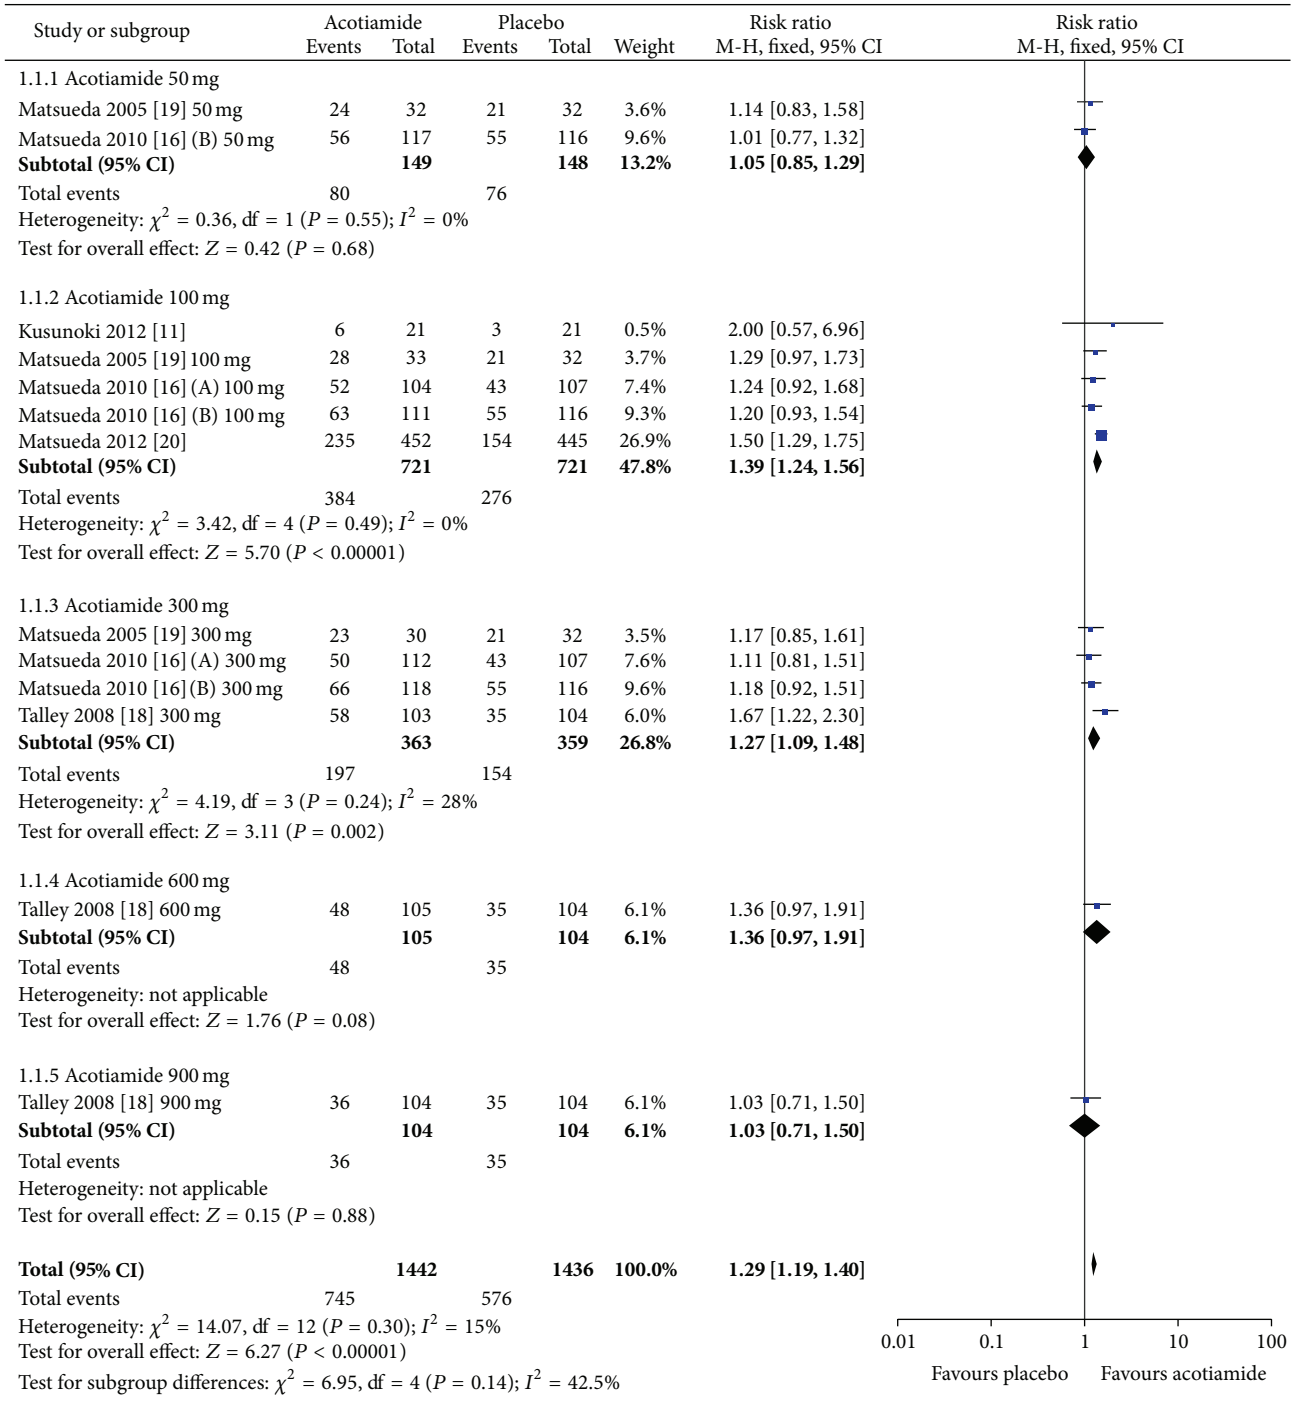 Study or subgroup Acotiamide Placebo Weight Risk ratio Risk ratio
Events Total Events Total M-H, fixed, 95% CI M-H, fixed, 95% CI
1.1.1 Acotiamide 50 mg
Matsueda 2005 [19] 50 mg 24 32 21 32 3.6% 1.14 [0.83, 1.58]
Matsueda 2010 [16] (B) 50 mg 56 117 55 116 9.6% 1.01 [0.77, 1.32]
Subtotal (95% CI) 149 148 13.2% 1.05 [0.85, 1.29]
Total events 80 76
Heterogeneity: χ² = 0.36, df = 1 (P = 0.55); I² = 0%
Test for overall effect: Z = 0.42 (P = 0.68)
1.1.2 Acotiamide 100 mg
Kusunoki 2012 [11] 6 21 3 21 0.5% 2.00 [0.57, 6.96]
Matsueda 2005 [19] 100 mg 28 33 21 32 3.7% 1.29 [0.97, 1.73]
Matsueda 2010 [16] (A) 100 mg 52 104 43 107 7.4% 1.24 [0.92, 1.68]
Matsueda 2010 [16] (B) 100 mg 63 111 55 116 9.3% 1.20 [0.93, 1.54]
Matsueda 2012 [20] 235 452 154 445 26.9% 1.50 [1.29, 1.75]
Subtotal (95% CI) 721 721 47.8% 1.39 [1.24, 1.56]
Total events 384 276
Heterogeneity: χ² = 3.42, df = 4 (P = 0.49); I² = 0%
Test for overall effect: Z = 5.70 (P < 0.00001)
1.1.3 Acotiamide 300 mg
Matsueda 2005 [19] 300 mg 23 30 21 32 3.5% 1.17 [0.85, 1.61]
Matsueda 2010 [16] (A) 300 mg 50 112 43 107 7.6% 1.11 [0.81, 1.51]
Matsueda 2010 [16] (B) 300 mg 66 118 55 116 9.6% 1.18 [0.92, 1.51]
Talley 2008 [18] 300 mg 58 103 35 104 6.0% 1.67 [1.22, 2.30]
Subtotal (95% CI) 363 359 26.8% 1.27 [1.09, 1.48]
Total events 197 154
Heterogeneity: χ² = 4.19, df = 3 (P = 0.24); I² = 28%
Test for overall effect: Z = 3.11 (P = 0.002)
1.1.4 Acotiamide 600 mg
Talley 2008 [18] 600 mg 48 105 35 104 6.1% 1.36 [0.97, 1.91]
Subtotal (95% CI) 105 104 6.1% 1.36 [0.97, 1.91]
Total events 48 35
Heterogeneity: not applicable
Test for overall effect: Z = 1.76 (P = 0.08)
1.1.5 Acotiamide 900 mg
Talley 2008 [18] 900 mg 36 104 35 104 6.1% 1.03 [0.71, 1.50]
Subtotal (95% CI) 104 104 6.1% 1.03 [0.71, 1.50]
Total events 36 35
Heterogeneity: not applicable
Test for overall effect: Z = 0.15 (P = 0.88)
Total (95% CI) 1442 1436 100.0% 1.29 [1.19, 1.40]
Total events 745 576
Heterogeneity: χ² = 14.07, df = 12 (P = 0.30); I² = 15%
Test for overall effect: Z = 6.27 (P < 0.00001)
Test for subgroup differences: χ² = 6.95, df = 4 (P = 0.14); I² = 42.5%
0.01 0.1 1 10 100
Favours placebo Favours acotiamide